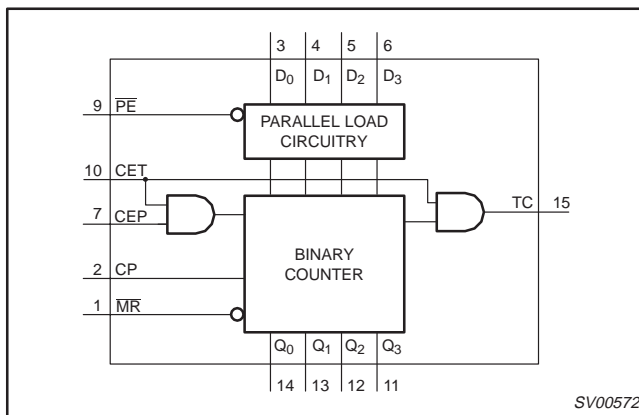 3 4 5 6
D0 D1 D2 D3
9 PE
PARALLEL LOAD
CIRCUITRY
10 CET
7 CEP
TC 15
BINARY
COUNTER
2 CP
1 MR
Q0 Q1 Q2 Q3
14 13 12 11
SV00572